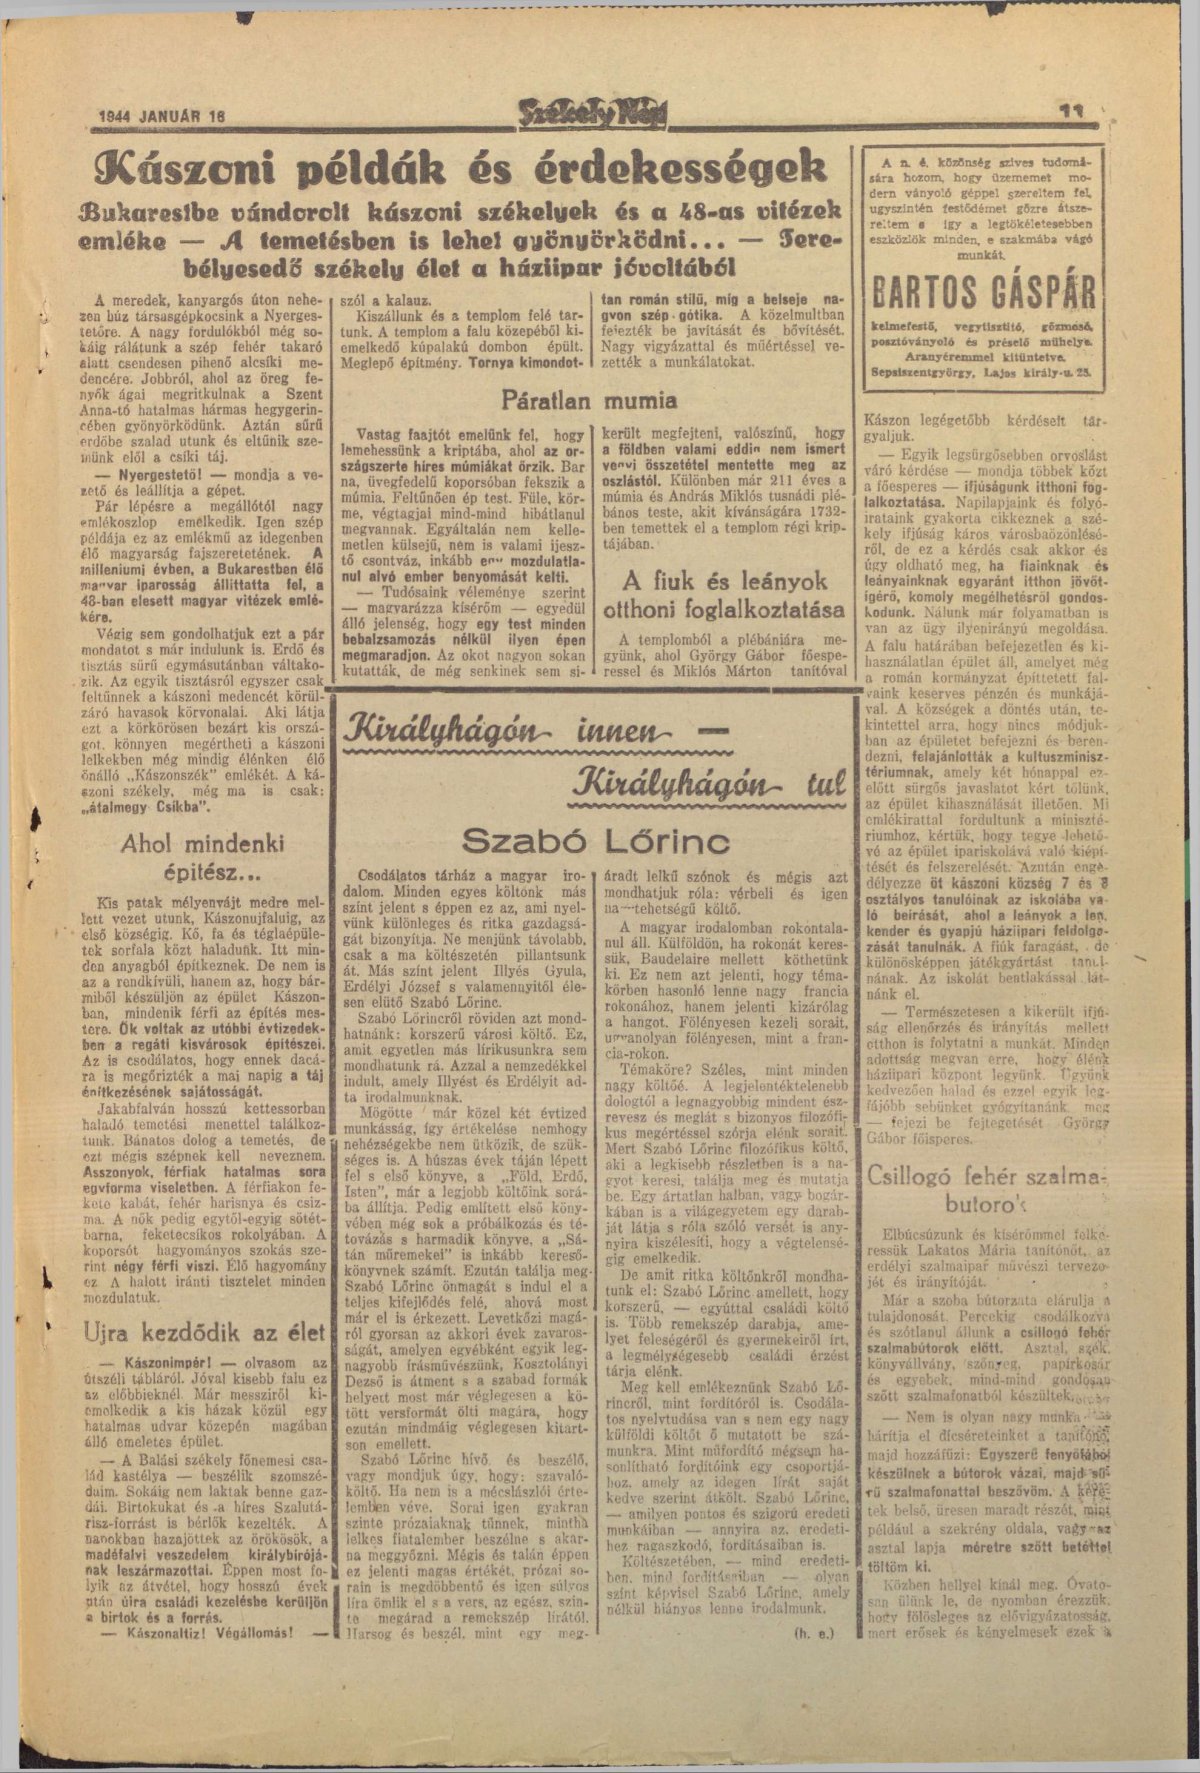 1944 JANUÁR 16
Székely Nép
11
Kászoni példák és érdekességek
Bukarestbe vándorolt kászoni székelyek és a 48-as vitézek
emléke — A temetésben is lehet gyönyörködni... — Tere-
bélyesedő székely élet a háziipar jóvoltából
A meredek, kanyargós úton nehe-
zen húz társasgépkocsink a Nyerges-
tetőre. A nagy fordulókból még so-
káig rálátunk a szép fehér takaró
alatt csendesen pihenő alcsíki me-
dencére. Jobbról, ahol az öreg fe-
nyők ágai megritkulnak a Szent
Anna-tó hatalmas hármas hegygerin-
cében gyönyörködünk. Aztán sűrű
erdőbe szalad utunk és eltűnik sze-
münk elől a csíki táj.
— Nyergestető! — mondja a ve-
zető és leállítja a gépet.
Pár lépésre a megállótól nagy
emlékoszlop emelkedik. Igen szép
példája ez az emlékmű az idegenben
élő magyarság fajszeretetének. A
milleniumi évben, a Bukarestben élő
magyar iparosság állíttatta fel, a
48-ban elesett magyar vitézek emlé-
kére.
Végig sem gondolhatjuk ezt a pár
mondatot s már indulunk is. Erdő és
tisztás sűrű egymásutánban váltako-
zik. Az egyik tisztásról egyszer csak
feltűnnek a kászoni medencét körül-
záró havasok körvonalai. Aki látja
ezt a körkörösen bezárt kis orszá-
got, könnyen megértheti a kászoni
lelkekben még mindig élénken élő
önálló „Kászonszék" emlékét. A ká-
szoni székely, még ma is csak:
„átalmegy Csíkba".
Ahol mindenki
építész...
Kis patak mélyenvájt medre mel-
lett vezet utunk, Kászonujfaluig, az
első községig. Kő, fa és téglaépüle-
tek sorfala közt haladunk. Itt min-
den anyagból építkeznek. De nem is
az a rendkívüli, hanem az, hogy bár-
miből készüljön az épület Kászon-
ban, mindenik férfi az építés mes-
tere. Ők voltak az utóbbi évtizedek-
ben a regáti kisvárosok építészei.
Az is csodálatos, hogy ennek dacá-
ra is megőrizték a mai napig a táj
építkezésének sajátosságát.
Jakabfalván hosszú kettessorban
haladó temetési menettel találkoz-
tunk. Bánatos dolog a temetés, de
ezt mégis szépnek kell neveznem.
Asszonyok, férfiak hatalmas sora
egyforma viseletben. A férfiakon fe-
kete kabát, fehér harisnya és csiz-
ma. A nők pedig egytől-egyig sötét-
barna, feketecsíkos rokolyában. A
koporsót hagyományos szokás sze-
rint négy férfi viszi. Élő hagyomány
ez. A halott iránti tisztelet minden
mozdulatuk.
Ujra kezdődik az élet
— Kászonimpér! — olvasom az
útszéli tábláról. Jóval kisebb falu ez
az előbbieknél. Már messziről ki-
emelkedik a kis házak közül egy
hatalmas udvar közepén magában
álló emeletes épület.
— A Balási székely főnemesi csa-
lád kastélya — beszélik szomszé-
daim. Sokáig nem laktak benne gaz-
dái. Birtokukat és a híres Szalutá-
risz-forrást is bérlők kezelték. A
napokban hazajöttek az örökösök, a
madéfalvi veszedelem királybirójá-
nak leszármazottai. Éppen most fo-
lyik az átvétel, hogy hosszú évek
után újra családi kezelésbe kerüljön
a birtok és a forrás.
— Kászonaltiz! Végállomás! —
szól a kalauz.
Kiszállunk és a templom felé tar-
tunk. A templom a falu közepéből ki-
emelkedő kúpalakú dombon épült.
Meglepő építmény. Tornya kimondot-
tan román stilű, míg a belseje na-
gyon szép gótika. A közelmultban
fejezték be javítását és bővítését.
Nagy vigyázattal és műértéssel ve-
zették a munkálatokat.
Páratlan mumia
Vastag faajtót emelünk fel, hogy
lemehessünk a kriptába, ahol az or-
szágszerte híres múmiákat őrzik. Bar
na, üvegfedelű koporsóban fekszik a
múmia. Feltűnően ép test. Füle, kör-
me, végtagjai mind-mind hibátlanul
megvannak. Egyáltalán nem kelle-
metlen külsejű, nem is valami ijesz-
tő csontváz, inkább egy mozdulatla-
nul alvó ember benyomását kelti.
— Tudósaink véleménye szerint
— magyarázza kísérőm — egyedül
álló jelenség, hogy egy test minden
bebalzsamozás nélkül ilyen épen
megmaradjon. Az okot nagyon sokan
kutatták, de még senkinek sem si-
került megfejteni, valószínű, hogy
a földben valami eddig nem ismert
vegyi összetétel mentette meg az
oszlástól. Különben már 211 éves a
múmia és András Miklós tusnádi plé-
bános teste, akit kívánságára 1732-
ben temettek el a templom régi krip-
tájában.
A fiuk és leányok
otthoni foglalkoztatása
A templomból a plébániára me-
gyünk, ahol György Gábor főespe-
ressel és Miklós Márton tanítóval
Királyhágón innen —
Királyhágón tul
Szabó Lőrinc
Csodálatos tárház a magyar iro-
dalom. Minden egyes költőnk más
színt jelent s éppen ez az, ami nyel-
vünk különleges és ritka gazdagsá-
gát bizonyítja. Ne menjünk távolabb,
csak a ma költészetén pillantsunk
át. Más színt jelent Illyés Gyula,
Erdélyi József s valamennyitől éle-
sen elütő Szabó Lőrinc.
Szabó Lőrincről röviden azt mond-
hatnánk: korszerű városi költő. Ez,
amit egyetlen más lírikusunkra sem
mondhatunk rá. Azzal a nemzedékkel
indult, amely Illyést és Erdélyit ad-
ta irodalmunknak.
Mögötte már közel két évtized
munkásság, így értékelése nemhogy
nehézségekbe nem ütközik, de szük-
séges is. A húszas évek táján lépett
fel s első könyve, a „Föld, Erdő,
Isten", már a legjobb költőink sorá-
ba állítja. Pedig említett első köny-
vében még sok a próbálkozás és té-
továzás s harmadik könyve, a „Sá-
tán műremekei" is inkább kereső-
könyvnek számít. Ezután találja meg
Szabó Lőrinc önmagát s indul el a
teljes kifejlődés felé, ahová most
már el is érkezett. Levetkőzi magá-
ról gyorsan az akkori évek zavaros-
ságát, amelyen egyébként egyik leg-
nagyobb írásművészünk, Kosztolányi
Dezső is átment s a szabad formák
helyett most már véglegesen a kö-
tött versformát ölti magára, hogy
ezután mindmáig véglegesen kitart-
son emellett.
Szabó Lőrinc hívő és beszélő,
vagy mondjuk úgy, hogy: szavaló-
költő. Ha nem is a mécslászlói érte-
lemben véve. Sorai igen gyakran
szinte prózaiaknak tűnnek, mintha
lelkes fiatalember beszélne s akar-
na meggyőzni. Mégis és talán éppen
ez jelenti magas értékét, prózai so-
rain is megdöbbentő és igen súlyos
líra ömlik el s a vers, az egész, szin-
te megárad a remekszép lírától.
Harsog és beszél, mint egy meg-
áradt lelkű szónok és mégis azt
mondhatjuk róla: vérbeli és igen
nagytehetségű költő.
A magyar irodalomban rokontala-
nul áll. Külföldön, ha rokonát keres-
sük, Baudelaire mellett köthetünk
ki. Ez nem azt jelenti, hogy téma-
körben hasonló lenne nagy francia
rokonához, hanem jelenti kizárólag
a hangot. Fölényesen kezeli sorait,
ugyanolyan fölényesen, mint a fran-
cia-rokon.
Témaköre? Széles, mint minden
nagy költőé. A legjelentéktelenebb
dologtól a legnagyobbig mindent ész-
revesz és meglát s bizonyos filozófi-
kus megértéssel szórja elénk sorait.
Mert Szabó Lőrinc filozófikus költő,
aki a legkisebb részletben is a na-
gyot keresi, találja meg és mutatja
be. Egy ártatlan halban, vagy bogár-
kában is a világegyetem egy darab-
ját látja s róla szóló versét is any-
nyira kiszélesíti, hogy a végtelensé-
gig emelkedik.
De amit ritka költőnkről mondha-
tunk el: Szabó Lőrinc amellett, hogy
korszerű, — egyúttal családi költő
is. Több remekszép darabja, ame-
lyet feleségéről és gyermekeiről írt,
a legmélységesebb családi érzést
tárja elénk.
Meg kell emlékeznünk Szabó Lő-
rincről, mint fordítóról is. Csodála-
tos nyelvtudása van s nem egy nagy
külföldi költőt ő mutatott be szá-
munkra. Mint műfordító mégsem ha-
sonlítható fordítóink egy csoportjá-
hoz, amely az idegen lírát saját
kedve szerint átkölt. Szabó Lőrinc,
— amilyen pontos és szigorú eredeti
munkáiban — annyira az eredeti-
hez ragaszkodó, fordításaiban is.
Költészetében, — mind eredeti-
ben, mind fordításaiban — olyan
színt képvisel Szabó Lőrinc, amely
nélkül hiányos lenne irodalmunk.
(h. e.)
A n. é. közönség szíves tudomá-
sára hozom, hogy üzememet mo-
dern ványoló géppel szereltem fel,
ugyszintén festődémet gőzre átsze-
reltem s így a legtökéletesebben
eszközlök minden, e szakmába vágó
munkát.
BARTOS GÁSPÁR
kelmefestő, vegytisztító, gőzmosó,
posztóványoló és préselő műhelye.
Aranyéremmel kitüntetve.
Sepsiszentgyörgy, Lajos király-u. 25.
Kászon legégetőbb kérdéseit tár-
gyaljuk.
— Egyik legsürgősebben orvoslást
váró kérdése — mondja többek közt
a főesperes — ifjúságunk itthoni fog-
lalkoztatása. Napilapjaink és folyó-
irataink gyakorta cikkeznek a szé-
kely ifjúság káros városbaözönlésé-
ről, de ez a kérdés csak akkor és
úgy oldható meg, ha fiainknak és
leányainknak egyaránt itthon jövőt-
ígérő, komoly megélhetésről gondos-
kodunk. Nálunk már folyamatban is
van az ügy ilyenirányú megoldása.
A falu határában befejezetlen és ki-
használatlan épület áll, amelyet még
a román kormányzat építtetett fal-
vaink keserves pénzén és munkájá-
val. A községek a döntés után, te-
kintettel arra, hogy nincs módjuk-
ban az épületet befejezni és beren-
dezni, felajánlották a kultuszminisz-
tériumnak, amely két hónappal ez-
előtt sürgős javaslatot kért tőlünk,
az épület kihasználását illetően. Mi
emlékirattal fordultunk a miniszté-
riumhoz, kértük, hogy tegye lehető-
vé az épület ipariskolává való kiépí-
tését és felszerelését. Azután enge-
délyezze öt kászoni község 7 és 8
osztályos tanulóinak az iskolába va-
ló beírását, ahol a leányok a len,
kender és gyapjú háziipari feldolgo-
zását tanulnák. A fiúk faragást, de
különösképpen játékgyártást tanul-
nának. Az iskolát bentlakással lát-
nánk el.
— Természetesen a kikerült ifjú-
ság ellenőrzés és irányítás mellett
otthon is folytatni a munkát. Minden
adottság megvan erre, hogy élénk
háziipari központ legyünk. Ügyünk
kedvezően halad és ezzel egyik leg-
fájóbb sebünket gyógyítanánk meg
— fejezi be fejtegetését György
Gábor főisperes.
Csillogó fehér szalma-
butorok
Elbúcsúzunk és kísérőmmel felke-
ressük Lakatos Mária tanítónőt, az
erdélyi szalmaipar művészi tervező-
jét és irányítóját.
Már a szoba bútorzata elárulja a
tulajdonosát. Percekig csodálkozva
és szótlanul állunk a csillogó fehér
szalmabútorok előtt. Asztal, szék,
könyvállvány, szőnyeg, papírkosár
és egyebek, mind-mind gondosan
szőtt szalmafonatból készültek.
— Nem is olyan nagy munka —
hárítja el dícséreteinket a tanítónő,
majd hozzáfűzi: Egyszerű fenyőfából
készülnek a bútorok vázai, majd sű-
rű szalmafonattal beszövöm. A kere-
tek belső, üresen maradt részét, mint
például a szekrény oldala, vagy az
asztal lapja méretre szőtt betéttel
töltöm ki.
Közben hellyel kínál meg. Óvato-
san ülünk le, de nyomban érezzük,
hogy fölösleges az elővigyázatosság,
mert erősek és kényelmesek ezek a